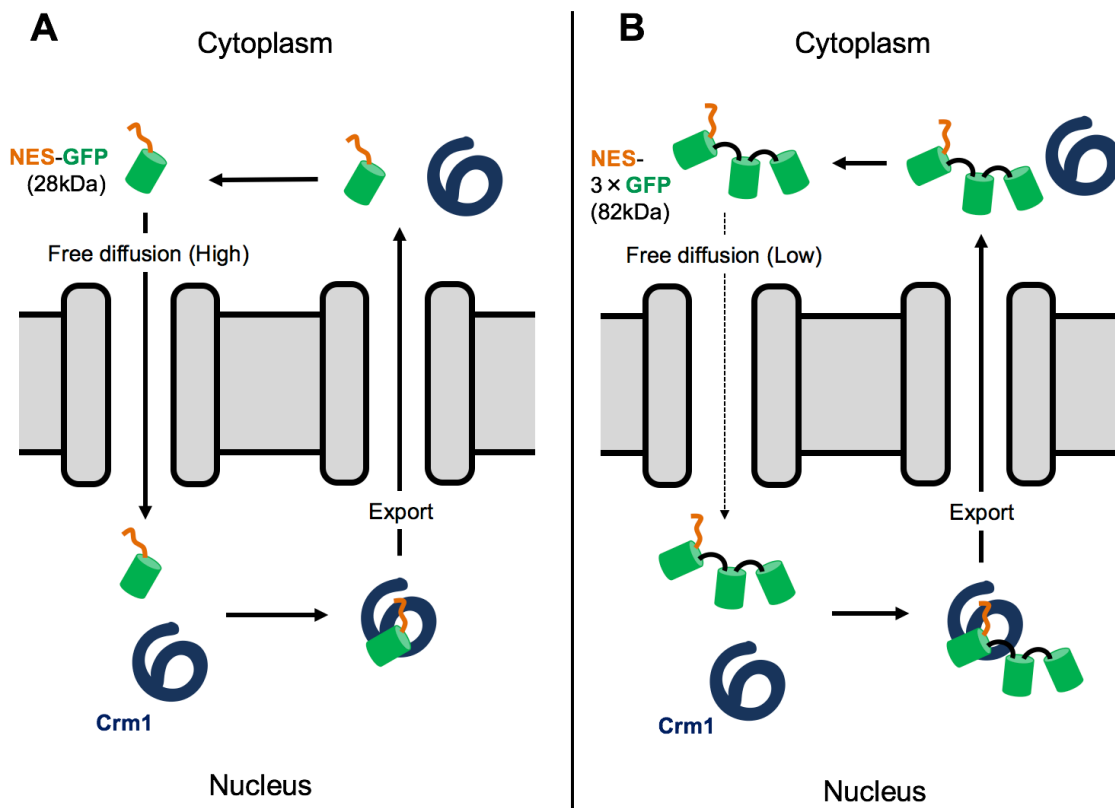 A
Cytoplasm
NES-GFP
(28kDa)
Free diffusion (High)
Export
Crm1
Nucleus
B
Cytoplasm
NES-
3×GFP
(82kDa)
Free diffusion (Low)
Export
Crm1
Nucleus